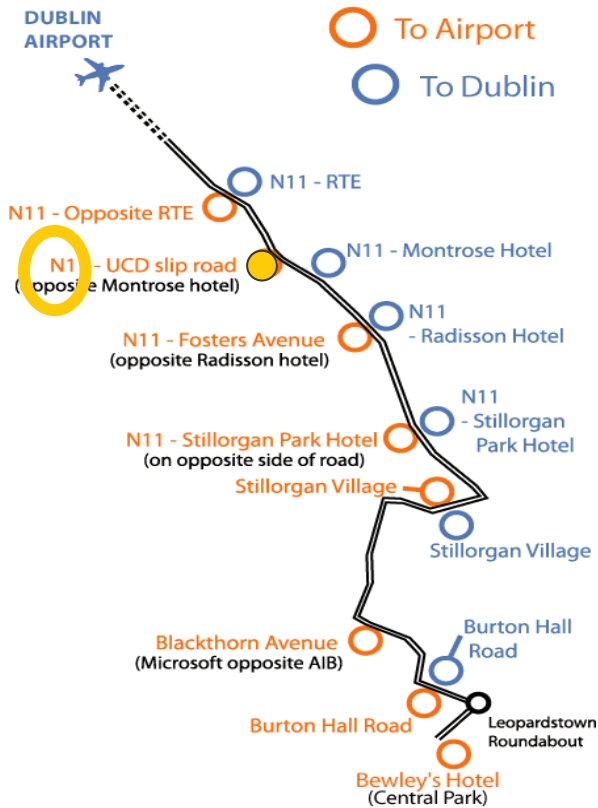 DUBLIN
AIRPORT
To Airport
To Dublin
N11 - RTE
N11 - Opposite RTE
N11 - Montrose Hotel
N1 - UCD slip road
(opposite Montrose hotel)
N11
- Radisson Hotel
N11 - Fosters Avenue
(opposite Radisson hotel)
N11
- Stillorgan
Park Hotel
N11 - Stillorgan Park Hotel
(on opposite side of road)
Stillorgan Village
Stillorgan Village
Burton Hall
Road
Blackthorn Avenue
(Microsoft opposite AIB)
Burton Hall Road
Leopardstown
Roundabout
Bewley's Hotel
(Central Park)